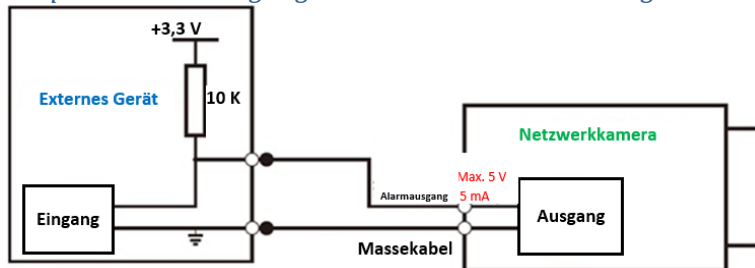 +3,3 V
Externes Gerät
10 K
Netzwerkkamera
Max. 5 V
5 mA
Alarmausgang
Eingang
Ausgang
Massekabel